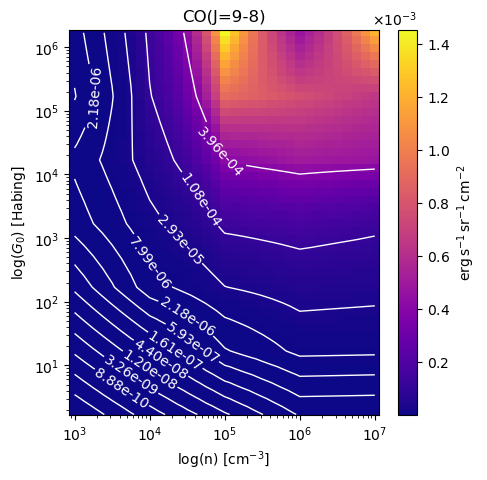 CO(J=9-8)
×10⁻³
log(G₀) [Habing]
10⁶
10⁵
10⁴
10³
10²
10¹
2.18e-06
3.96e-04
1.08e-04
2.93e-05
7.99e-06
2.18e-06
5.93e-07
1.61e-07
4.40e-08
1.20e-08
3.26e-09
8.88e-10
10³ 10⁴ 10⁵ 10⁶ 10⁷
log(n) [cm⁻³]
1.4
1.2
1.0
0.8
0.6
0.4
0.2
erg s⁻¹ sr⁻¹ cm⁻²